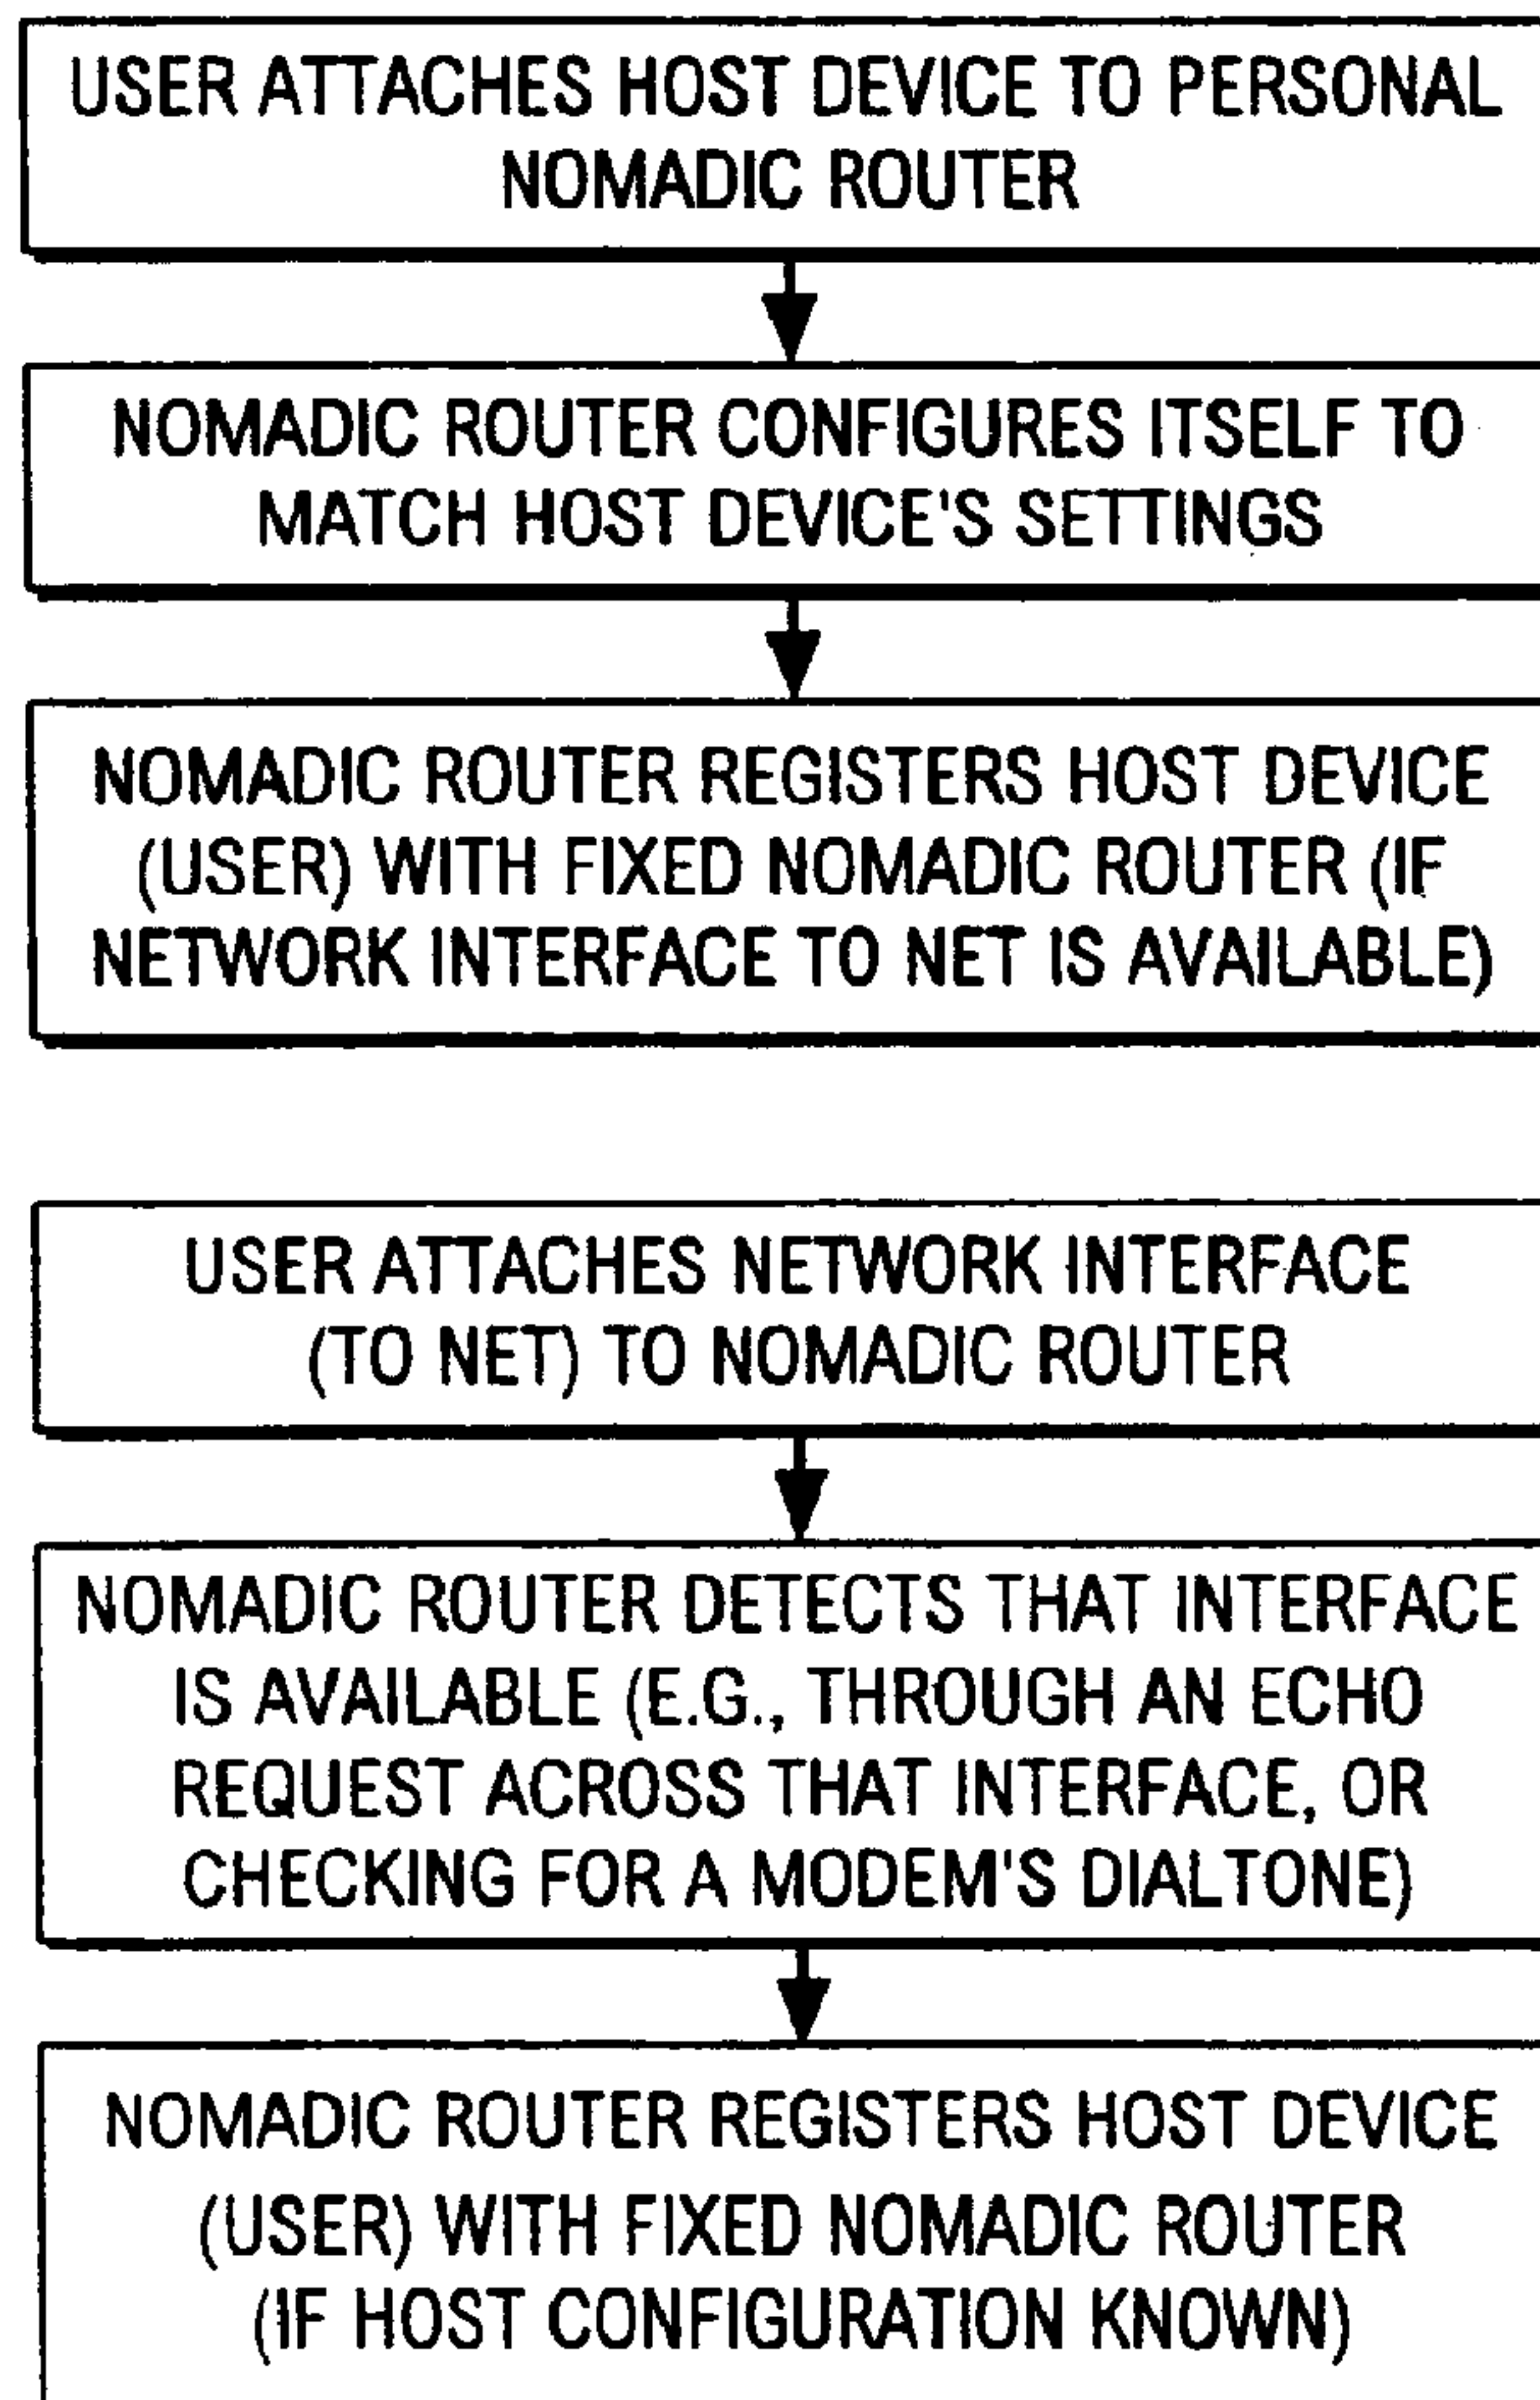 USER ATTACHES HOST DEVICE TO PERSONAL
NOMADIC ROUTER
NOMADIC ROUTER CONFIGURES ITSELF TO
MATCH HOST DEVICE'S SETTINGS
NOMADIC ROUTER REGISTERS HOST DEVICE
(USER) WITH FIXED NOMADIC ROUTER (IF
NETWORK INTERFACE TO NET IS AVAILABLE)
USER ATTACHES NETWORK INTERFACE
(TO NET) TO NOMADIC ROUTER
NOMADIC ROUTER DETECTS THAT INTERFACE
IS AVAILABLE (E.G., THROUGH AN ECHO
REQUEST ACROSS THAT INTERFACE, OR
CHECKING FOR A MODEM'S DIALTONE)
NOMADIC ROUTER REGISTERS HOST DEVICE
(USER) WITH FIXED NOMADIC ROUTER
(IF HOST CONFIGURATION KNOWN)